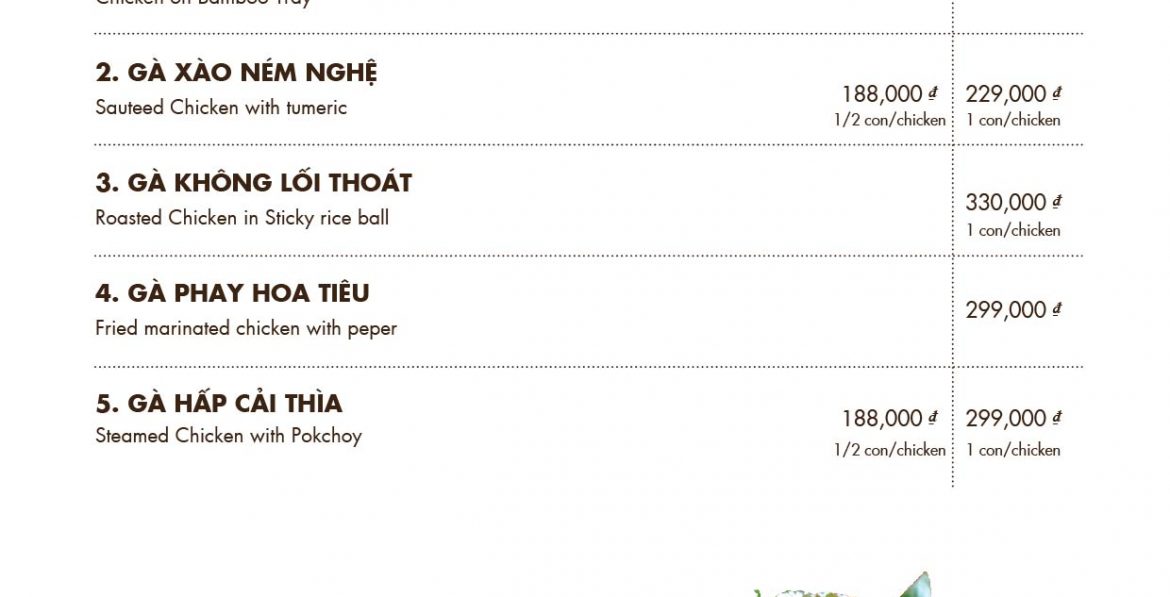 Chicken on Bamboo Tray
2. GÀ XÀO NÉM NGHỆ
Sauteed Chicken with tumeric
188,000 đ
1/2 con/chicken
229,000 đ
1 con/chicken
3. GÀ KHÔNG LỐI THOÁT
Roasted Chicken in Sticky rice ball
330,000 đ
1 con/chicken
4. GÀ PHAY HOA TIÊU
Fried marinated chicken with peper
299,000 đ
5. GÀ HẤP CẢI THÌA
Steamed Chicken with Pokchoy
188,000 đ
1/2 con/chicken
299,000 đ
1 con/chicken